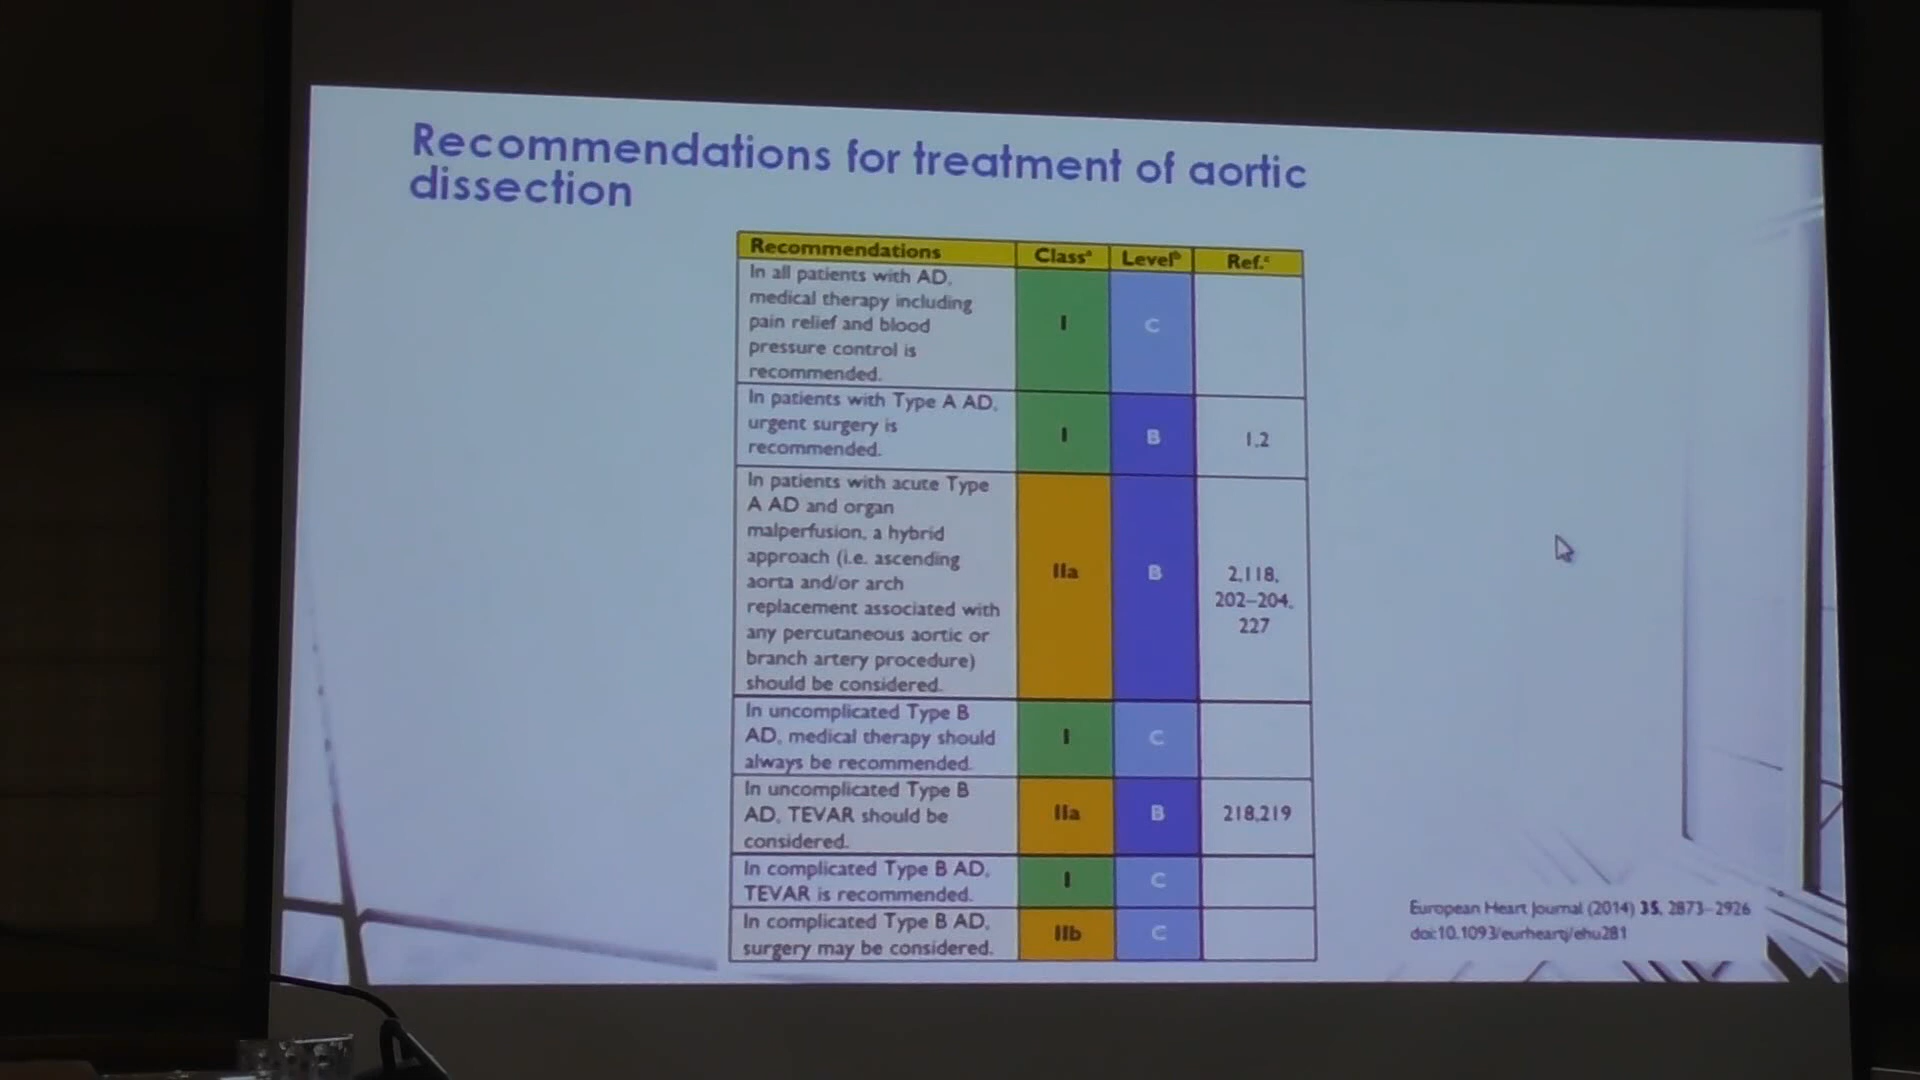 Recommendations for treatment of aortic
dissection
Recommendations Classᵃ Levelᵇ Ref.ᶜ
In all patients with AD,
medical therapy including
pain relief and blood
pressure control is
recommended.
I C
In patients with Type A AD,
urgent surgery is
recommended.
I B 1,2
In patients with acute Type
A AD and organ
malperfusion, a hybrid
approach (i.e. ascending
aorta and/or arch
replacement associated with
any percutaneous aortic or
branch artery procedure)
should be considered.
IIa B 2,118,
202–204,
227
In uncomplicated Type B
AD, medical therapy should
always be recommended.
I C
In uncomplicated Type B
AD, TEVAR should be
considered.
IIa B 218,219
In complicated Type B AD,
TEVAR is recommended.
I C
In complicated Type B AD,
surgery may be considered.
IIb C
European Heart Journal (2014) 35, 2873–2926
doi:10.1093/eurheartj/ehu281